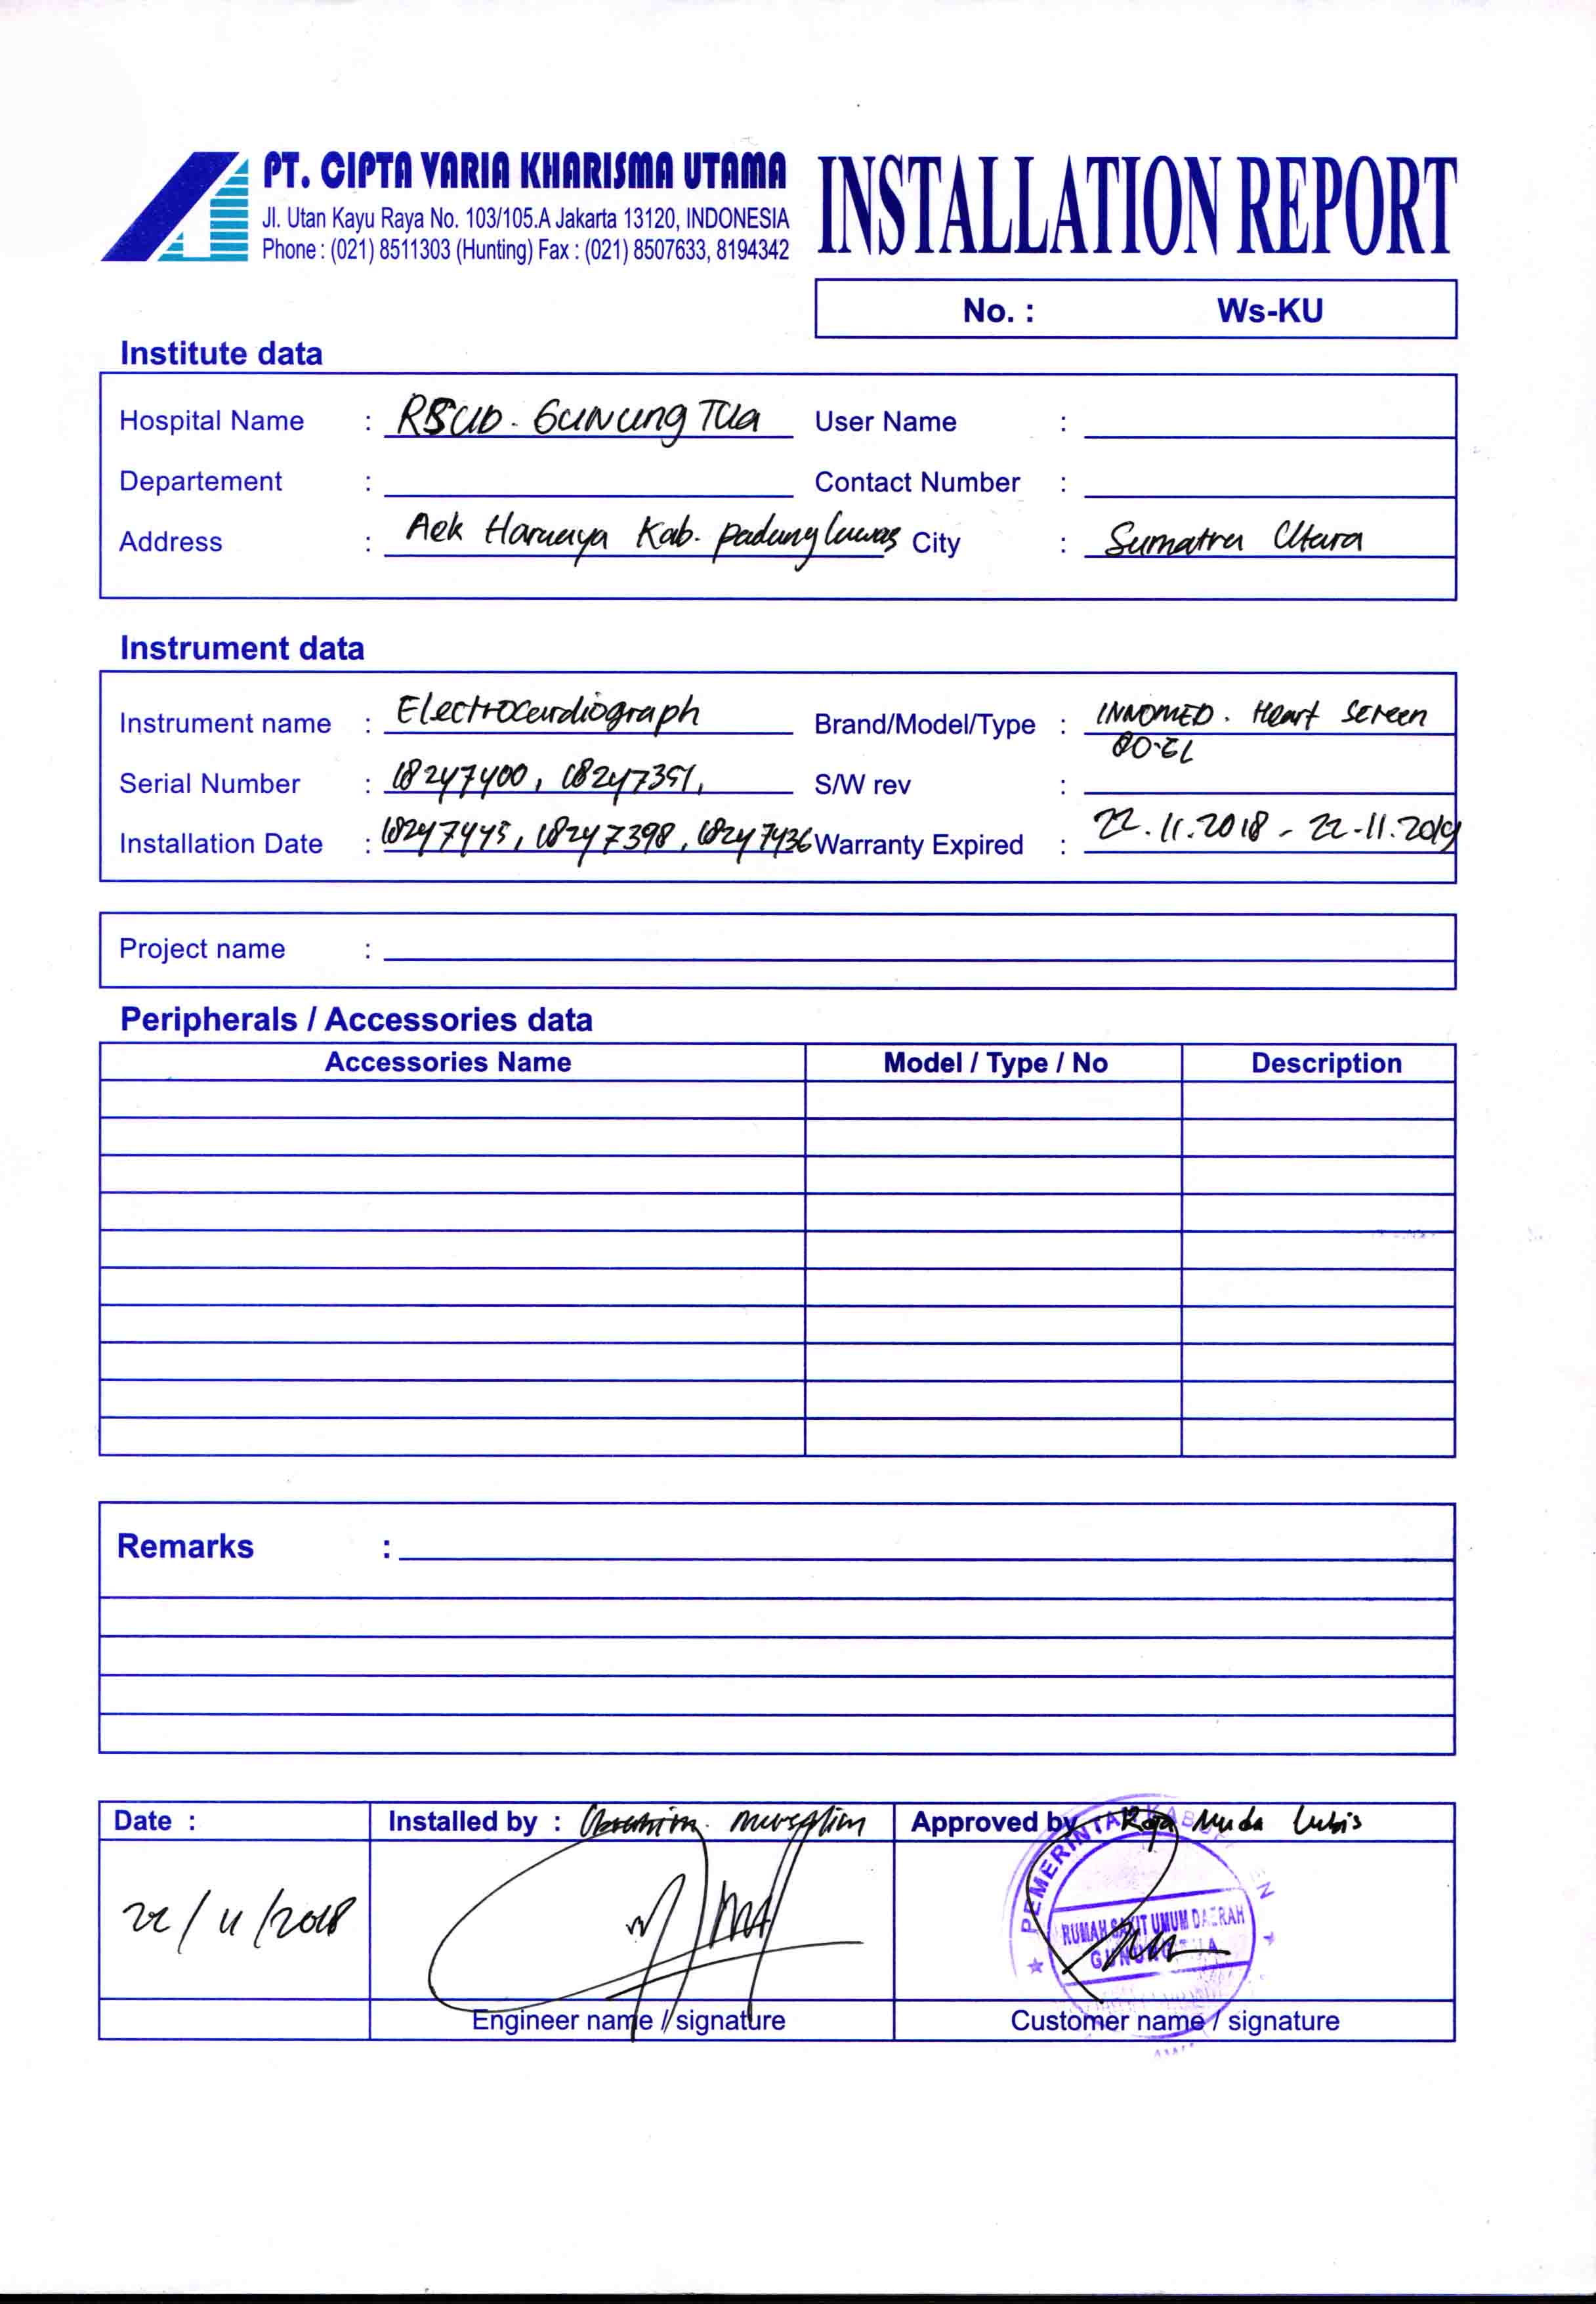 PT. CIPTA VARIA KHARISMA UTAMA
Jl. Utan Kayu Raya No. 103/105.A Jakarta 13120, INDONESIA
Phone : (021) 8511303 (Hunting) Fax : (021) 8507633, 8194342
INSTALLATION REPORT
No. : Ws-KU
Institute data
Hospital Name : RSUD. GUNUNG TUA User Name :
Departement : Contact Number :
Address : Aek Haruaya Kab. padang lawas City : Sumatra Utara
Instrument data
Instrument name : Electrocardiograph Brand/Model/Type : INNOMED. Heart Screen
80-GL
Serial Number : 18247400, 18247351, S/W rev :
Installation Date : 18247445, 18247398, 18247436 Warranty Expired : 22.11.2018 - 22-11.2019
Project name :
Peripherals / Accessories data
Accessories Name Model / Type / No Description
Remarks :
Date : Installed by : Approved by Raja Muda Lubis
22/11/2018
PEMERINTAH KABUPATEN
RUMAH SAKIT UMUM DAERAH
GUNUNG TUA
Engineer name / signature Customer name / signature